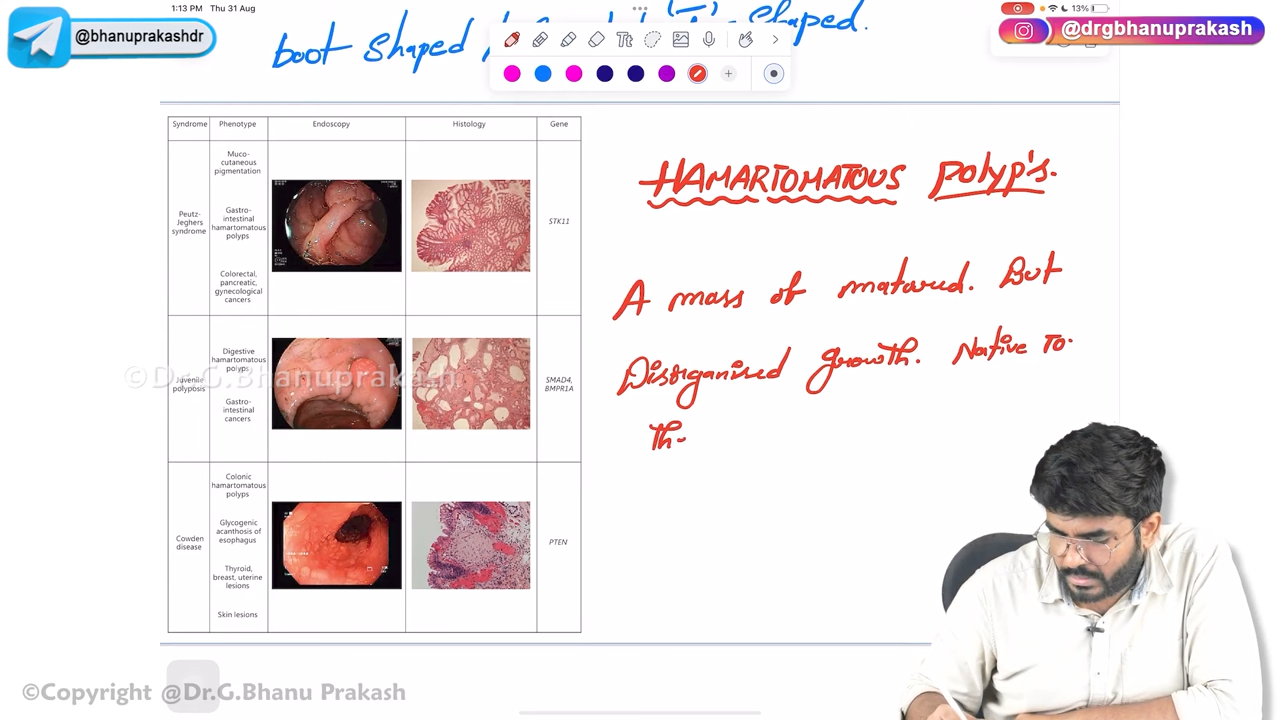 1:13 PM Thu 31 Aug
13%
@bhanuprakashdr
@drgbhanuprakash
boot shaped
shaped.
Syndrome Phenotype Endoscopy Histology Gene
Muco-
cutaneous
pigmentation
Peutz-
Jeghers
syndrome
Gastro-
intestinal
hamartomatous
polyps
STK11
Colorectal,
pancreatic,
gynecological
cancers
Digestive
hamartomatous
polyps
Juvenile
polyposis
SMAD4,
BMPR1A
Gastro-
intestinal
cancers
Colonic
hamartomatous
polyps
Cowden
disease
Glycogenic
acanthosis of
esophagus
PTEN
Thyroid,
breast, uterine
lesions
Skin lesions
HAMARTOMATOUS polyp's.
A mass of matured. But
Disorganised growth. Native to.
th.
©Dr.G.Bhanuprakash
©Copyright @Dr.G.Bhanu Prakash